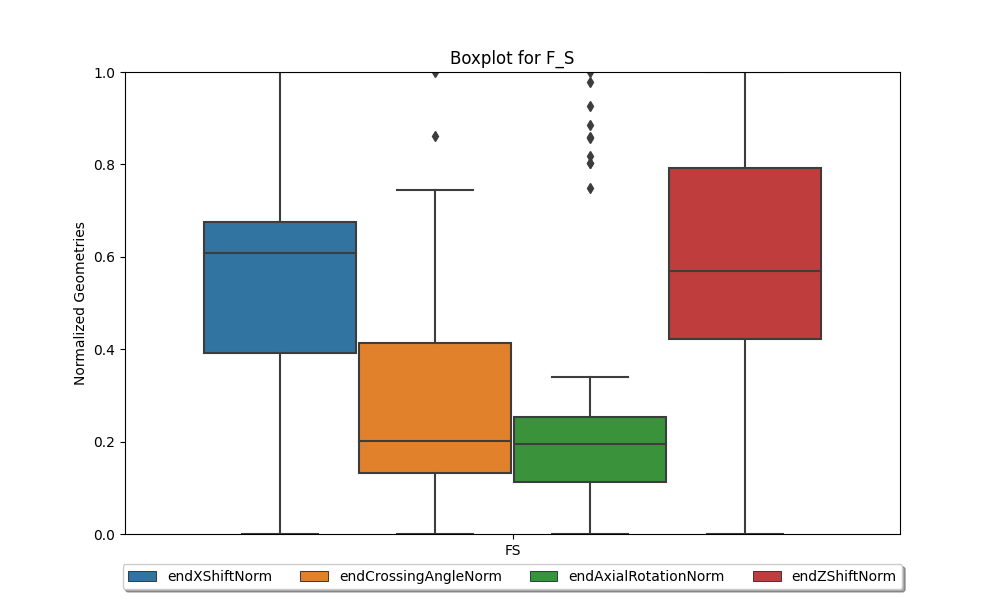 Boxplot for F_S
1.0
0.8
0.6
0.4
0.2
0.0
Normalized Geometries
FS
endXShiftNorm endCrossingAngleNorm endAxialRotationNorm endZShiftNorm